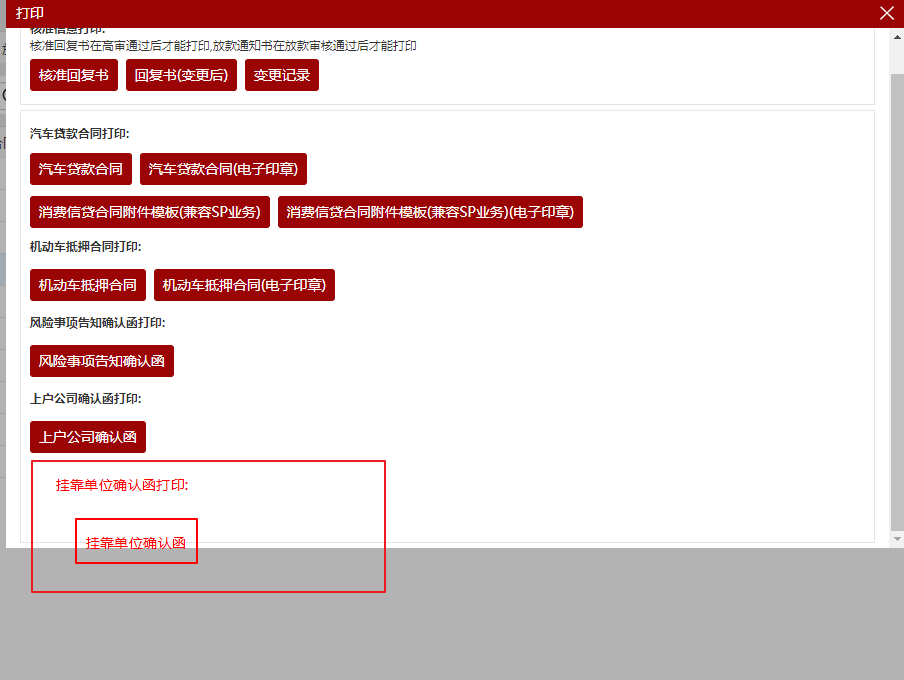 打印
核准信息打印:
核准回复书在高审通过后才能打印,放款通知书在放款审核通过后才能打印
核准回复书 回复书(变更后) 变更记录
汽车贷款合同打印:
汽车贷款合同 汽车贷款合同(电子印章)
消费信贷合同附件模板(兼容SP业务) 消费信贷合同附件模板(兼容SP业务)(电子印章)
机动车抵押合同打印:
机动车抵押合同 机动车抵押合同(电子印章)
风险事项告知确认函打印:
风险事项告知确认函
上户公司确认函打印:
上户公司确认函
挂靠单位确认函打印:
挂靠单位确认函